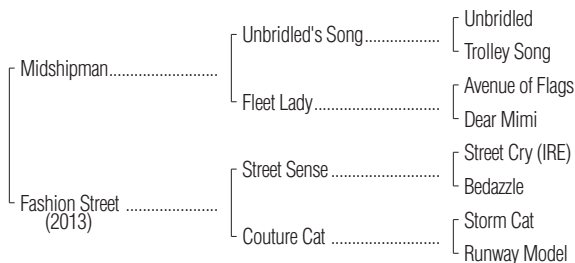 Unbridled
Unbridled's Song..................
Trolley Song
Midshipman..........................
Avenue of Flags
Fleet Lady..............................
Dear Mimi
Street Cry (IRE)
Street Sense ..........................
Bedazzle
Fashion Street ......................
(2013)
Storm Cat
Couture Cat ..........................
Runway Model